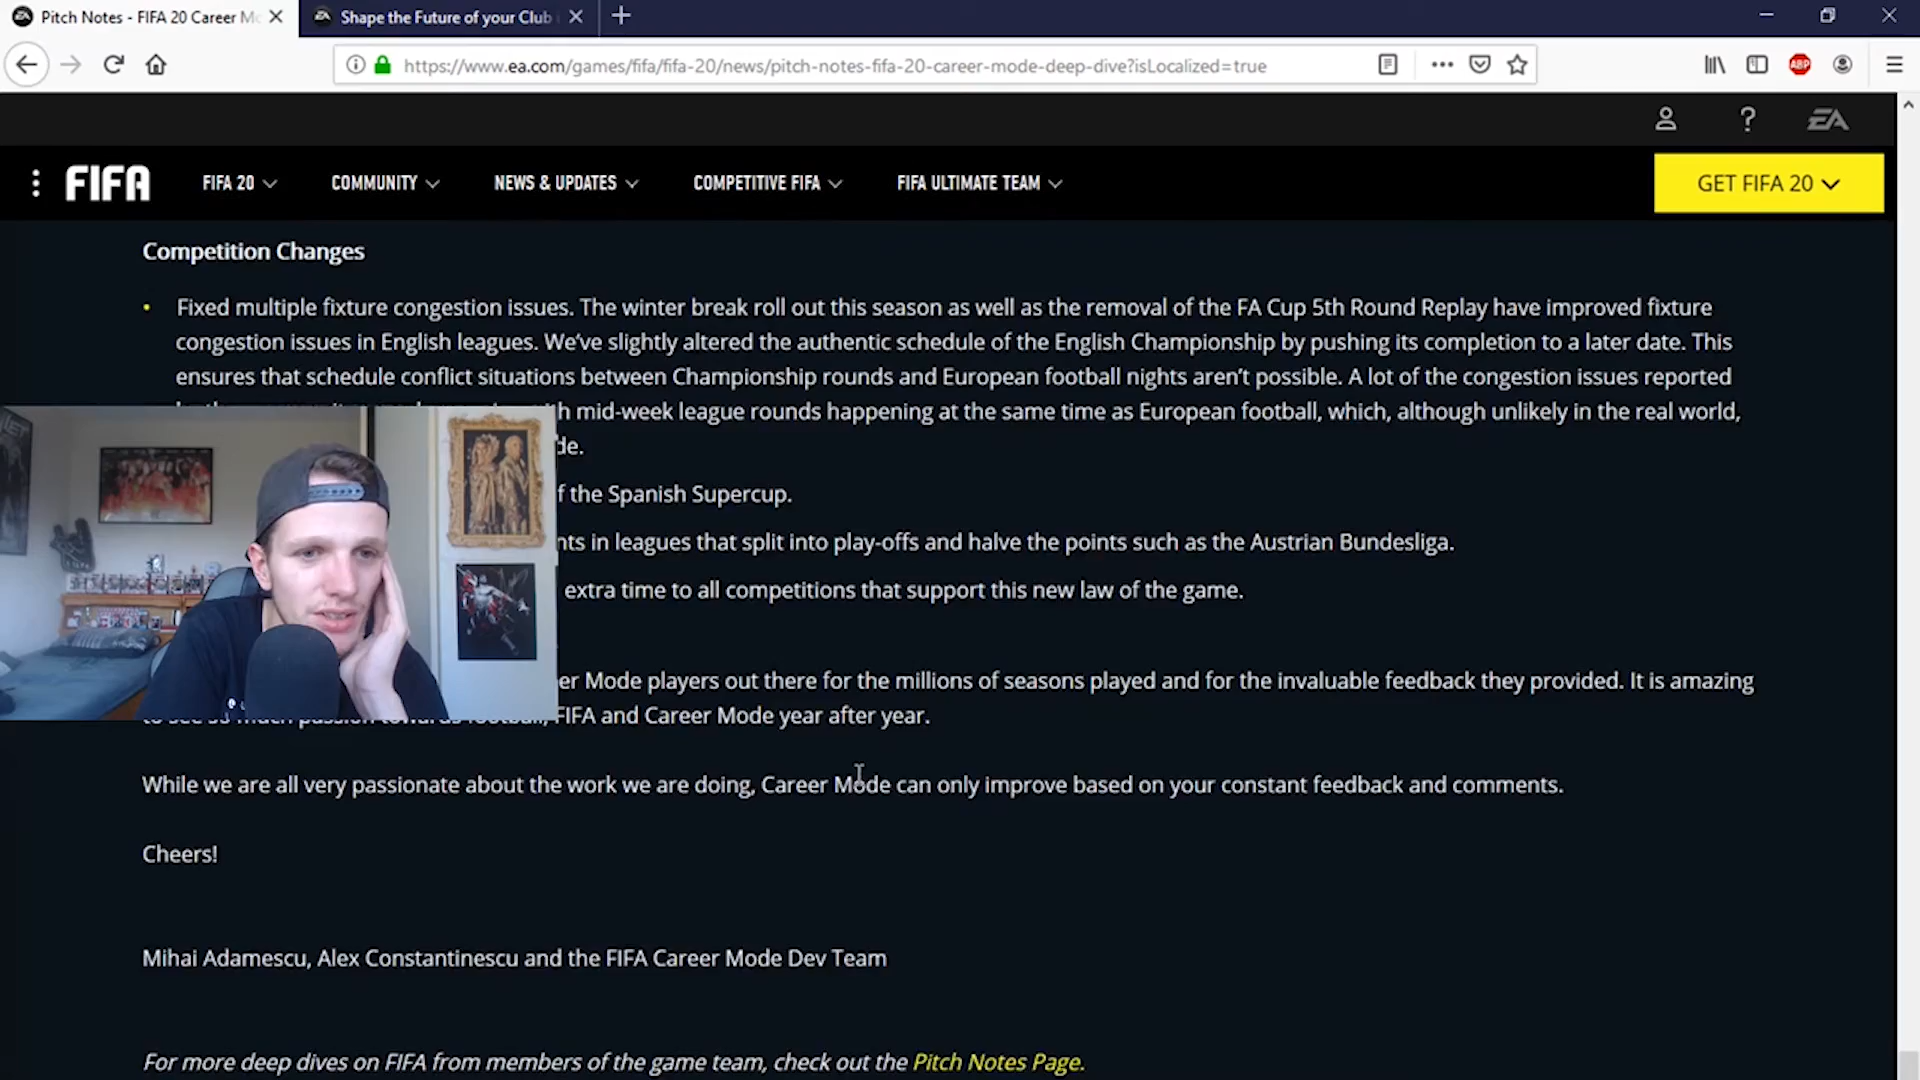 Pitch Notes - FIFA 20 Career Mo
Shape the Future of your Club
https://www.ea.com/games/fifa/fifa-20/news/pitch-notes-fifa-20-career-mode-deep-dive?isLocalized=true
ABP
EA
FIFA
FIFA 20
COMMUNITY
NEWS & UPDATES
COMPETITIVE FIFA
FIFA ULTIMATE TEAM
GET FIFA 20
Competition Changes
• Fixed multiple fixture congestion issues. The winter break roll out this season as well as the removal of the FA Cup 5th Round Replay have improved fixture
congestion issues in English leagues. We've slightly altered the authentic schedule of the English Championship by pushing its completion to a later date. This
ensures that schedule conflict situations between Championship rounds and European football nights aren't possible. A lot of the congestion issues reported
h mid-week league rounds happening at the same time as European football, which, although unlikely in the real world,
de.
f the Spanish Supercup.
nts in leagues that split into play-offs and halve the points such as the Austrian Bundesliga.
extra time to all competitions that support this new law of the game.
er Mode players out there for the millions of seasons played and for the invaluable feedback they provided. It is amazing
FIFA and Career Mode year after year.
While we are all very passionate about the work we are doing, Career Mode can only improve based on your constant feedback and comments.
Cheers!
Mihai Adamescu, Alex Constantinescu and the FIFA Career Mode Dev Team
For more deep dives on FIFA from members of the game team, check out the Pitch Notes Page.